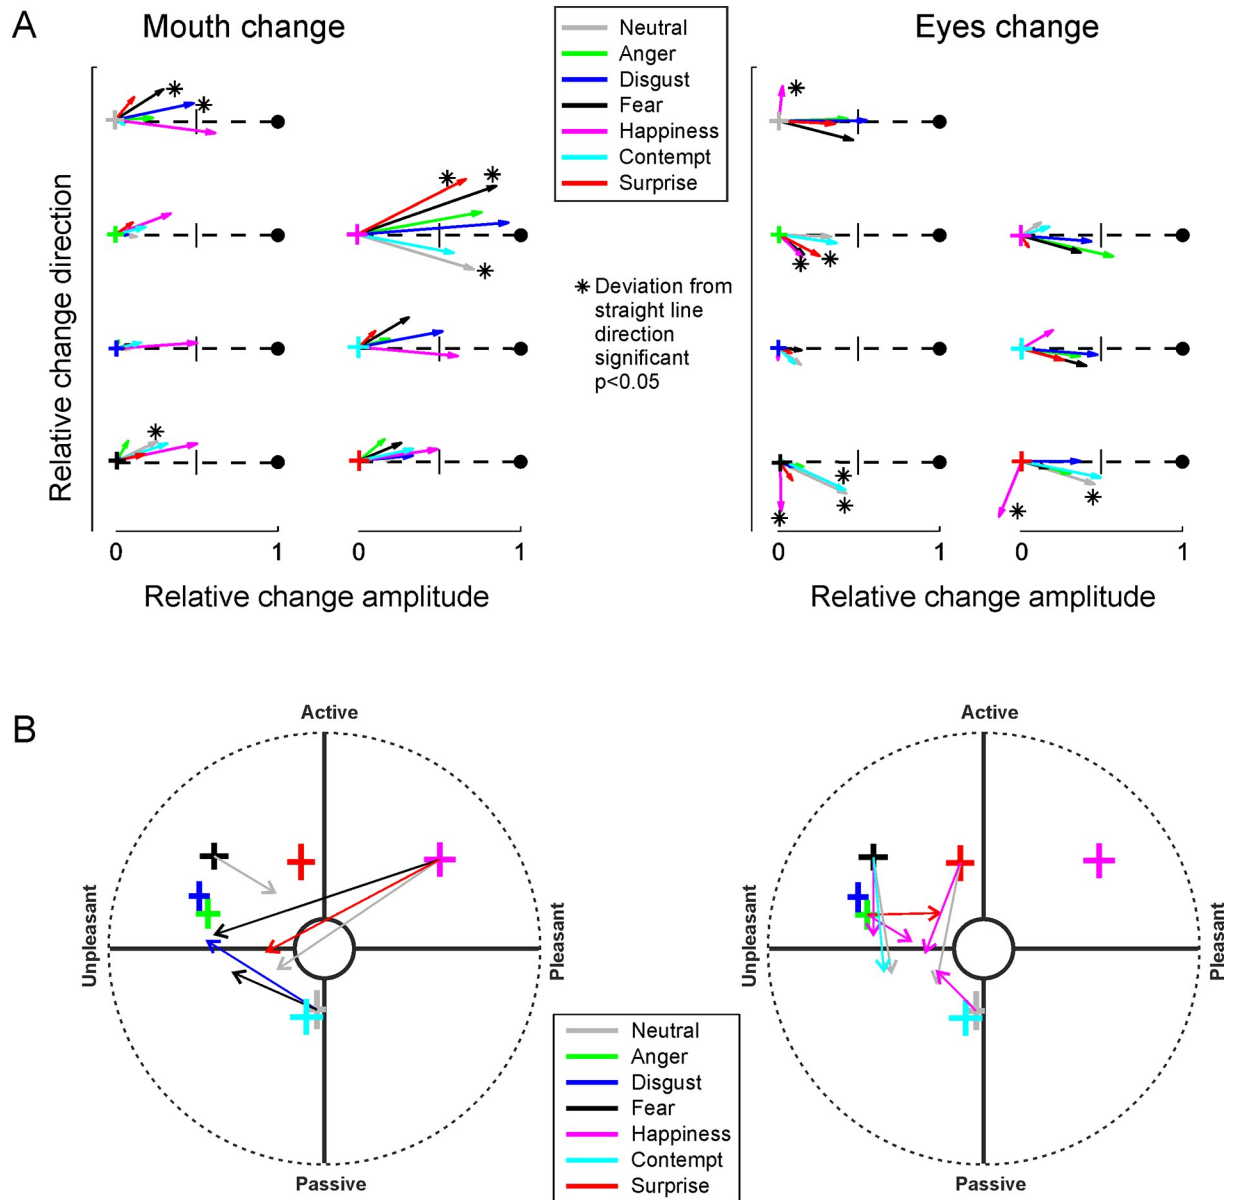 A
Mouth change
Eyes change
Neutral
Anger
Disgust
Fear
Happiness
Contempt
Surprise
Relative change direction
* Deviation from
straight line
direction
significant
p<0.05
0 1 0 1
0 1 0 1
Relative change amplitude
Relative change amplitude
B
Active
Unpleasant
Pleasant
Passive
Active
Unpleasant
Pleasant
Passive
Neutral
Anger
Disgust
Fear
Happiness
Contempt
Surprise